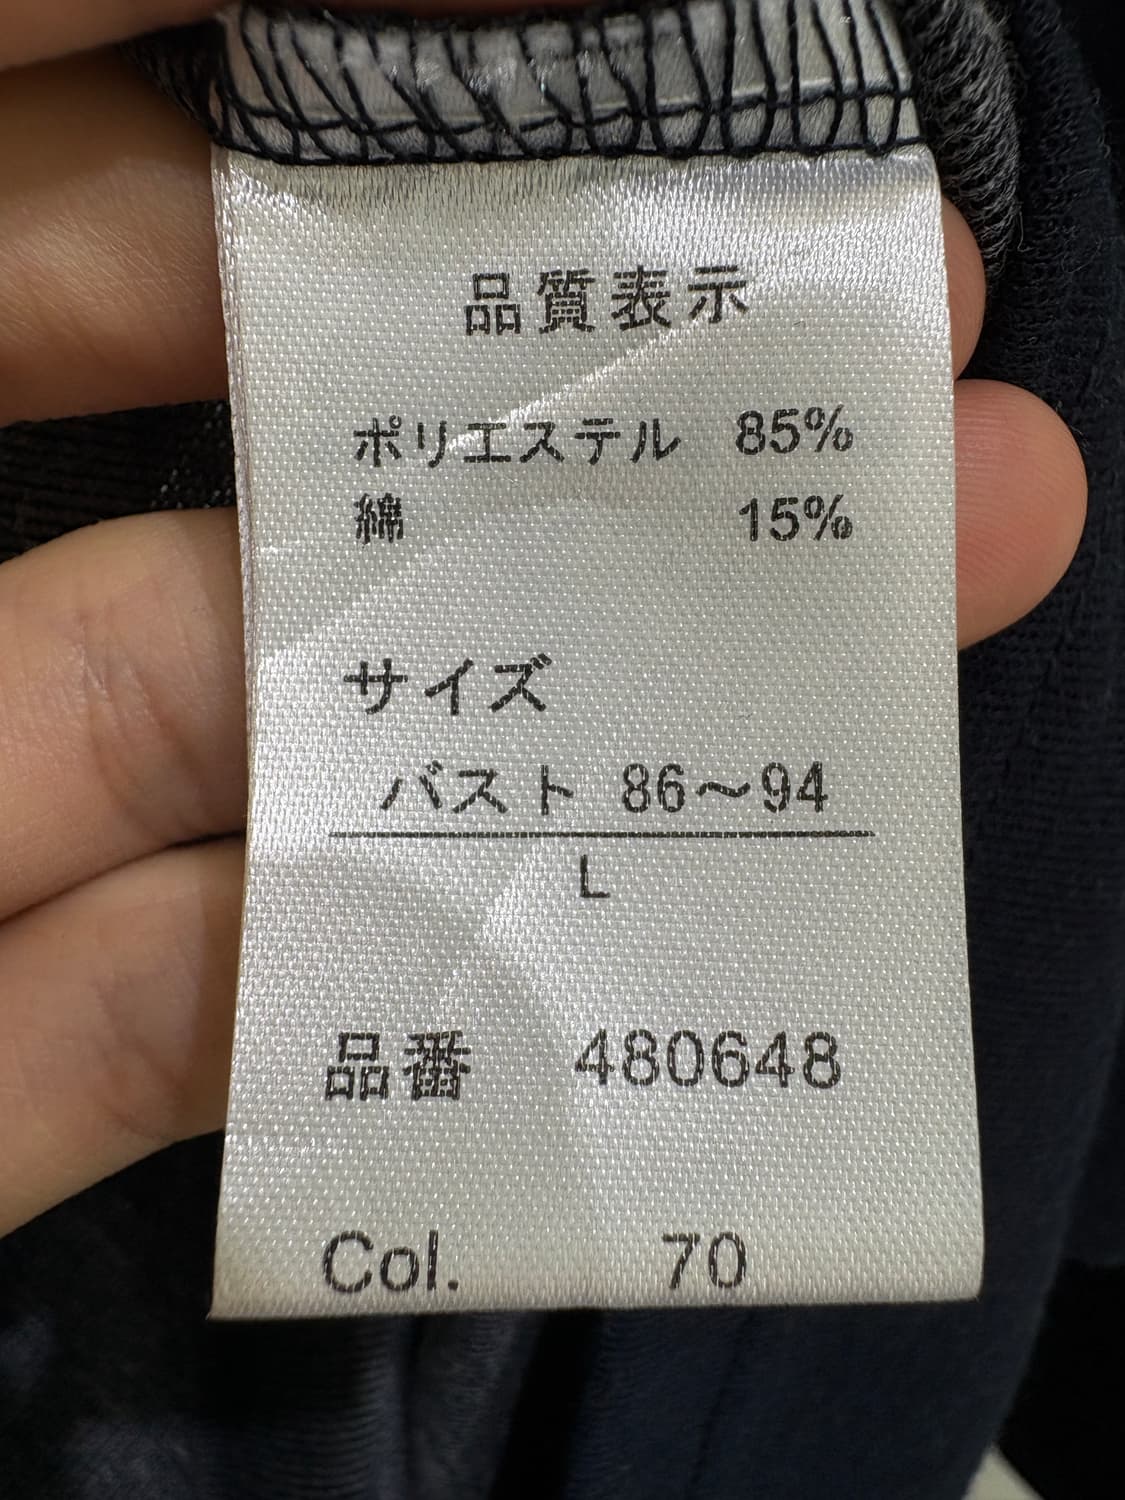 品質表示
ポリエステル 85%
綿 15%
サイズ
バスト 86～94
L
品番 480648
Col. 70